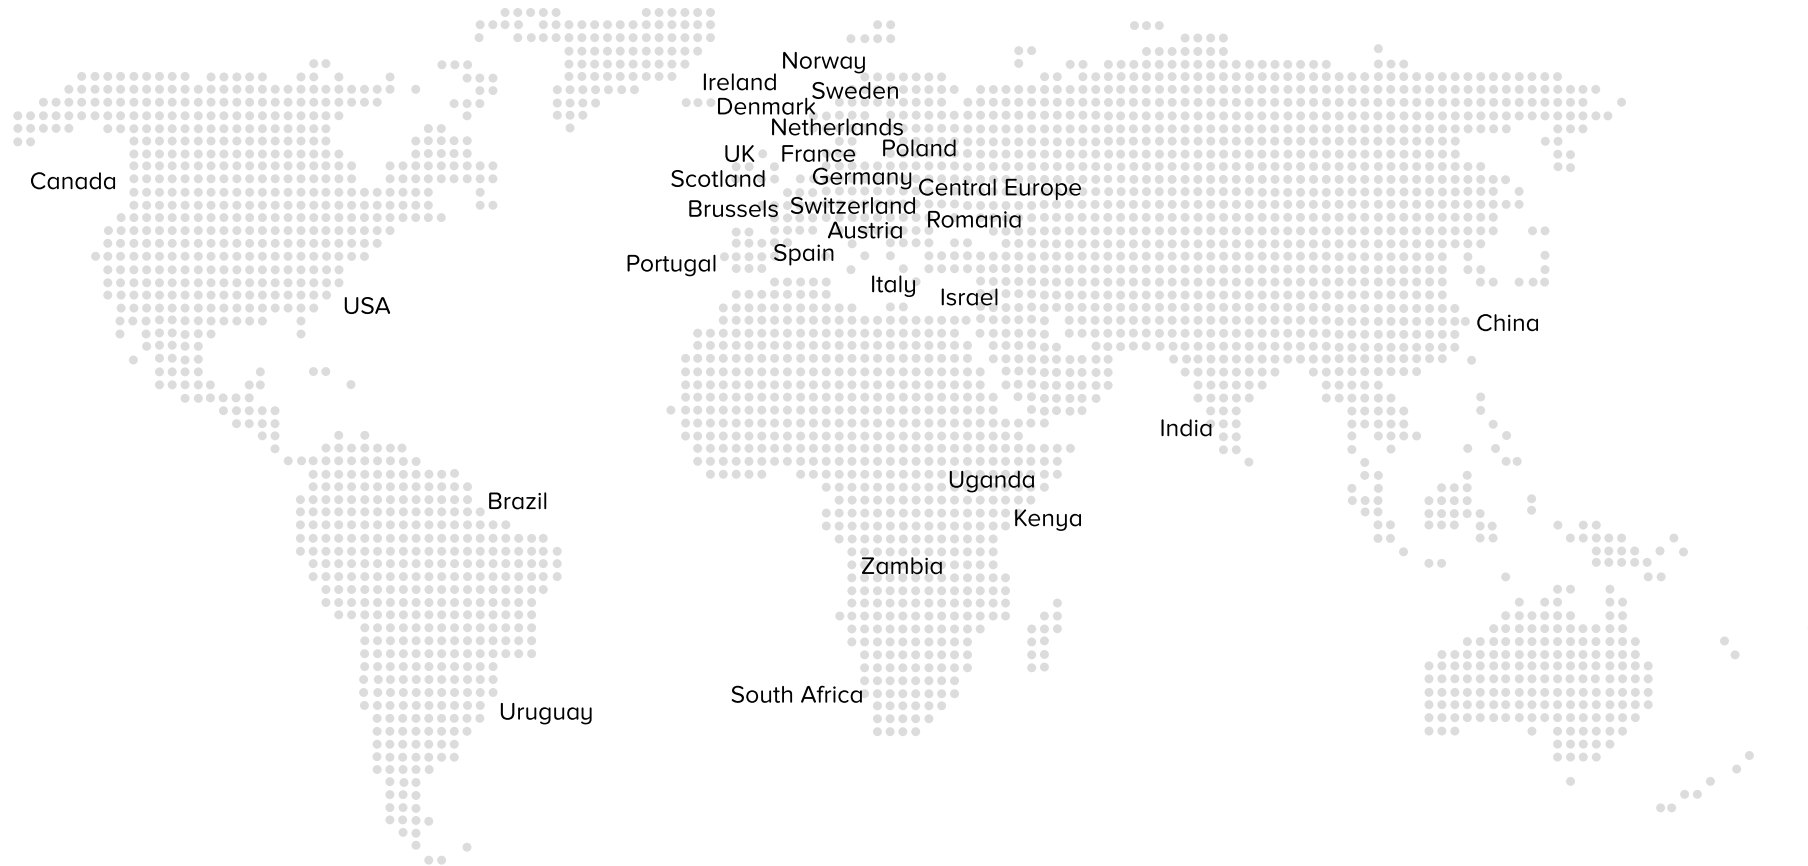 Norway
Ireland
Sweden
Denmark
Netherlands
Poland
UK
France
Germany
Scotland
Canada
Central Europe
Switzerland
Brussels
Romania
Austria
Spain
Portugal
Italy
Israel
USA
China
India
Uganda
Brazil
Kenya
Zambia
South Africa
Uruguay